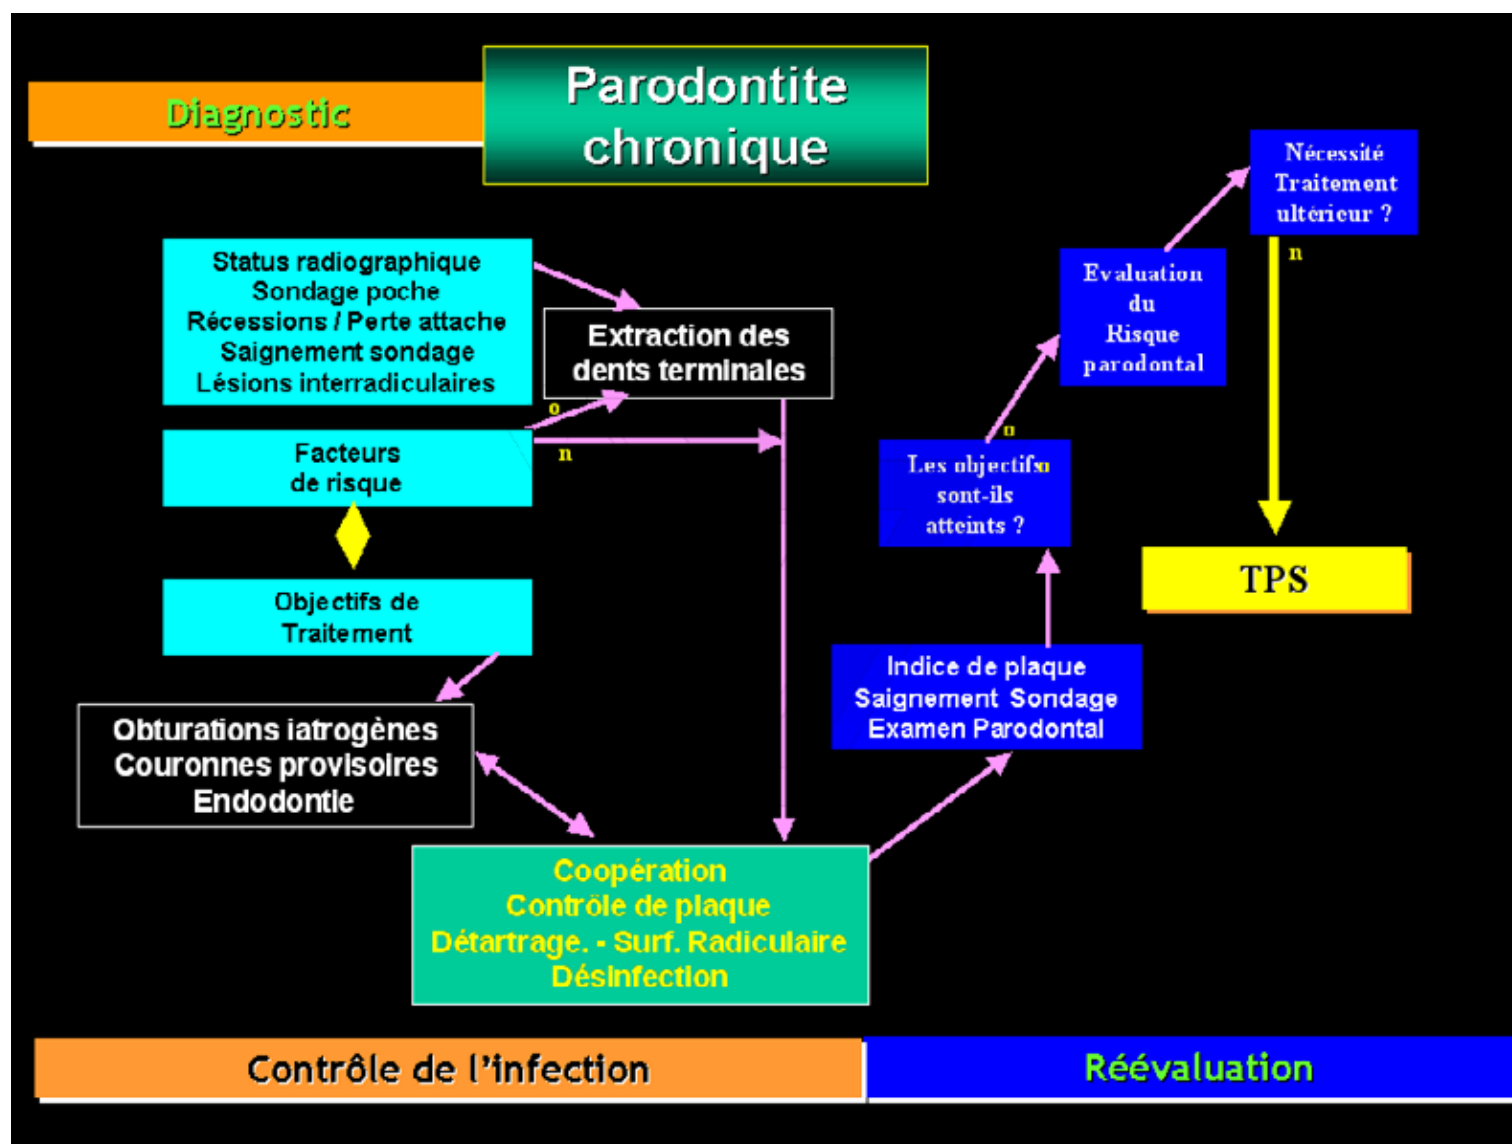 Diagnostic
Parodontite
chronique
Status radiographique
Sondage poche
Récessions / Perte attache
Saignement sondage
Lésions interradiculaires
Extraction des
dents terminales
o
n
Facteurs
de risque
Objectifs de
Traitement
Obturations iatrogènes
Couronnes provisoires
Endodontie
Coopération
Contrôle de plaque
Détartrage. - Surf. Radiculaire
Désinfection
Indice de plaque
Saignement Sondage
Examen Parodontal
Les objectifs
sont-ils
atteints ?
o
o
Evaluation
du
Risque
parodontal
Nécessité
Traitement
ultérieur ?
n
TPS
Contrôle de l'infection
Réévaluation